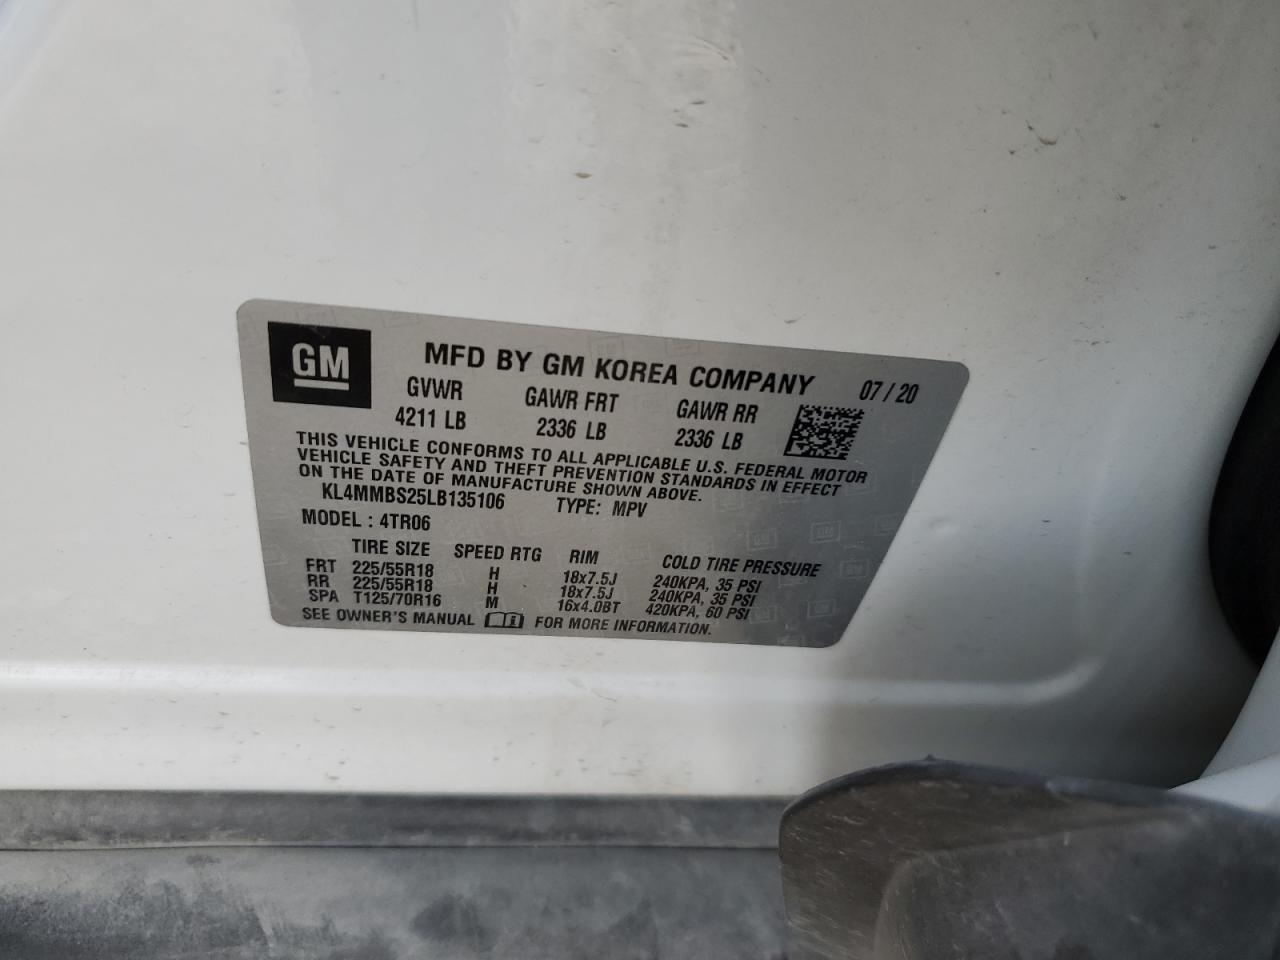 GM
MFD BY GM KOREA COMPANY 07 / 20
GVWR GAWR FRT GAWR RR
4211 LB 2336 LB 2336 LB
THIS VEHICLE CONFORMS TO ALL APPLICABLE U.S. FEDERAL MOTOR
VEHICLE SAFETY AND THEFT PREVENTION STANDARDS IN EFFECT
ON THE DATE OF MANUFACTURE SHOWN ABOVE.
KL4MMBS25LB135106 TYPE: MPV
MODEL : 4TR06
TIRE SIZE SPEED RTG RIM COLD TIRE PRESSURE
FRT 225/55R18 H 18x7.5J 240KPA, 35 PSI
RR 225/55R18 H 18x7.5J 240KPA, 35 PSI
SPA T125/70R16 M 16x4.0BT 420KPA, 60 PSI
SEE OWNER'S MANUAL FOR MORE INFORMATION.